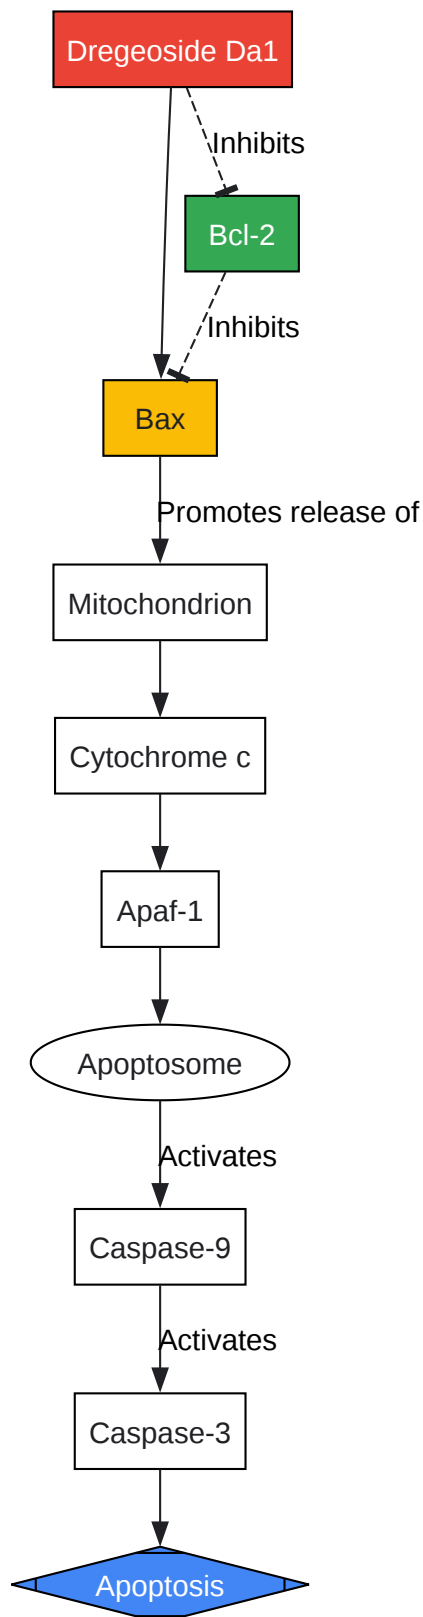 Dregeoside Da1
Inhibits
Bcl-2
Inhibits
Bax
Promotes release of
Mitochondrion
Cytochrome c
Apaf-1
Apoptosome
Activates
Caspase-9
Activates
Caspase-3
Apoptosis